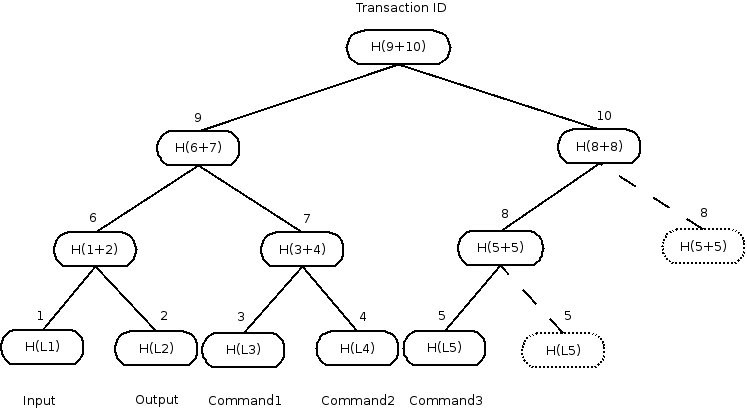 Transaction ID
H(9+10)
9
10
H(6+7)
H(8+8)
6
7
8
8
H(1+2)
H(3+4)
H(5+5)
H(5+5)
1
2
3
4
5
5
H(L1)
H(L2)
H(L3)
H(L4)
H(L5)
H(L5)
Input
Output
Command1
Command2
Command3